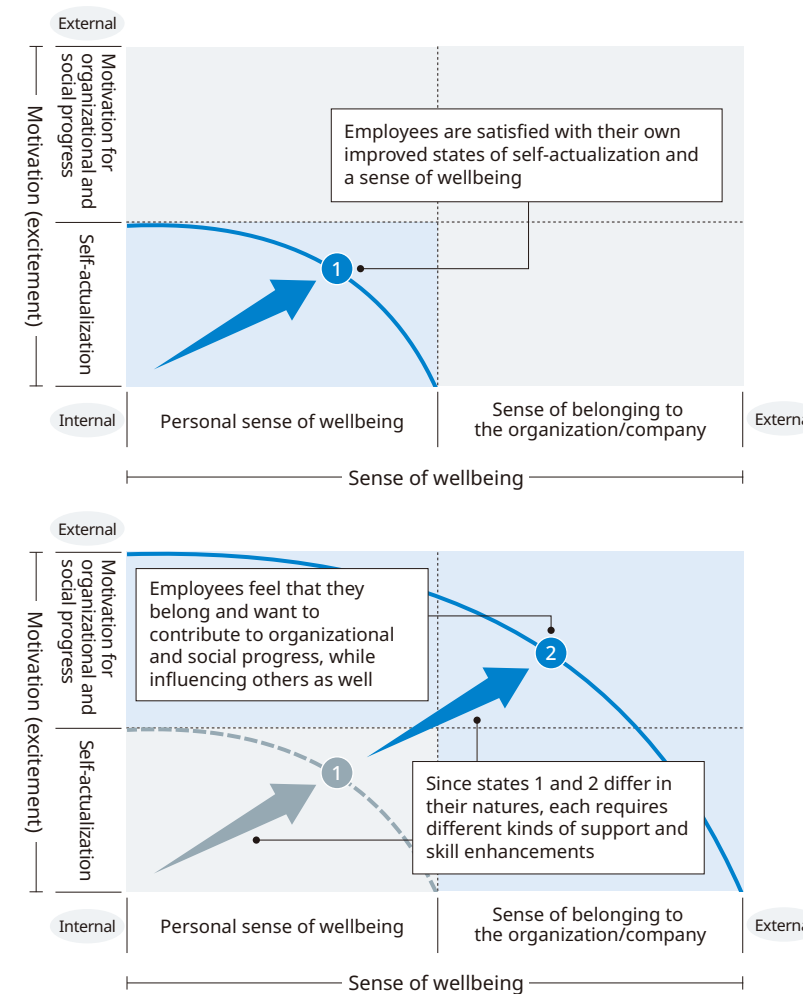 External
Motivation (excitement)
Motivation for
organizational and
social progress
Self-actualization
Employees are satisfied with their own
improved states of self-actualization and
a sense of wellbeing
1
Internal
Personal sense of wellbeing
Sense of belonging to
the organization/company
Externa
Sense of wellbeing
External
Motivation (excitement)
Motivation for
organizational and
social progress
Self-actualization
Employees feel that they
belong and want to
contribute to organizational
and social progress, while
influencing others as well
2
1
Since states 1 and 2 differ in
their natures, each requires
different kinds of support and
skill enhancements
Internal
Personal sense of wellbeing
Sense of belonging to
the organization/company
Externa
Sense of wellbeing